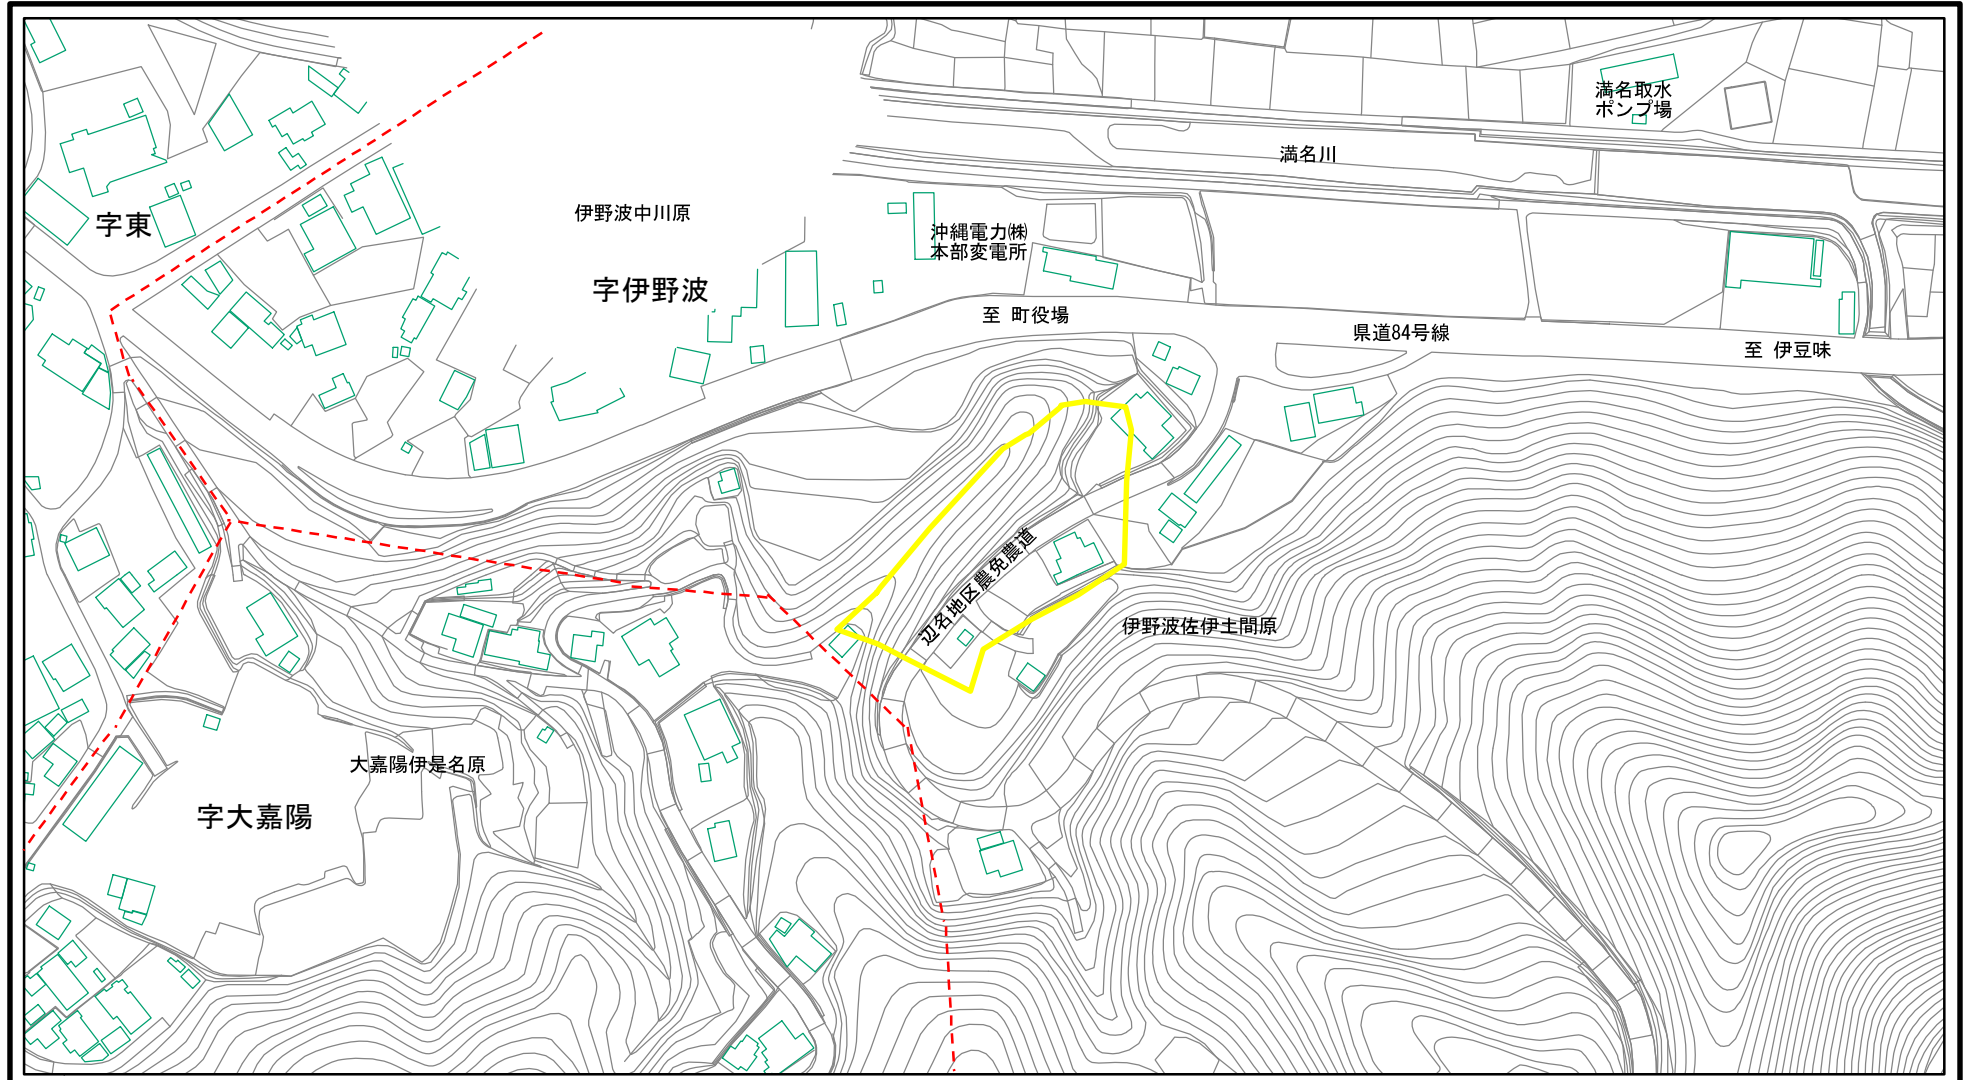 満名取水
ポンプ場
満名川
字東
伊野波中川原
沖縄電力㈱
本部変電所
字伊野波
至 町役場
県道84号線
至 伊豆味
辺名地区農免農道
伊野波佐伊土間原
大嘉陽伊是名原
字大嘉陽